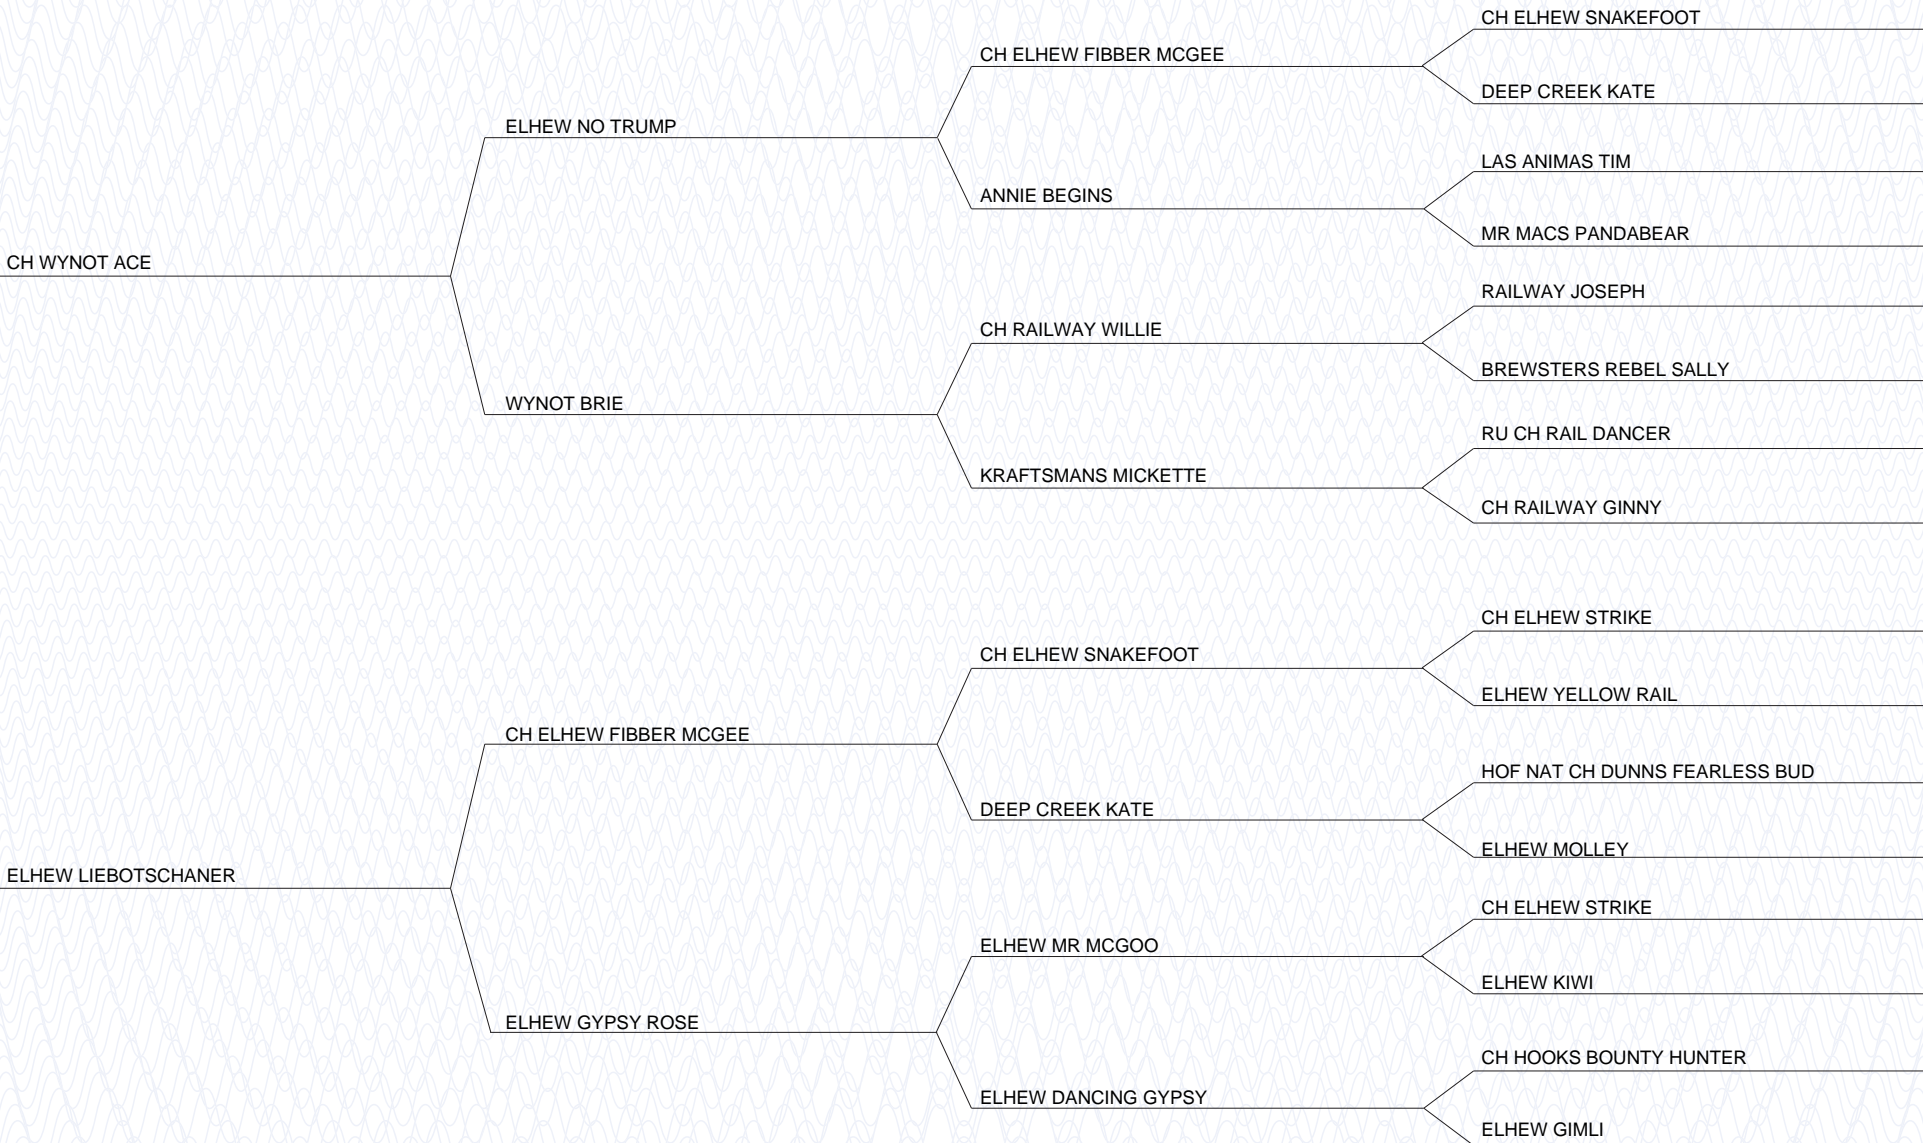 CH ELHEW SNAKEFOOT
CH ELHEW FIBBER MCGEE
DEEP CREEK KATE
ELHEW NO TRUMP
LAS ANIMAS TIM
ANNIE BEGINS
MR MACS PANDABEAR
CH WYNOT ACE
RAILWAY JOSEPH
CH RAILWAY WILLIE
BREWSTERS REBEL SALLY
WYNOT BRIE
RU CH RAIL DANCER
KRAFTSMANS MICKETTE
CH RAILWAY GINNY
CH ELHEW STRIKE
CH ELHEW SNAKEFOOT
ELHEW YELLOW RAIL
CH ELHEW FIBBER MCGEE
HOF NAT CH DUNNS FEARLESS BUD
DEEP CREEK KATE
ELHEW MOLLEY
ELHEW LIEBOTSCHANER
CH ELHEW STRIKE
ELHEW MR MCGOO
ELHEW KIWI
ELHEW GYPSY ROSE
CH HOOKS BOUNTY HUNTER
ELHEW DANCING GYPSY
ELHEW GIMLI